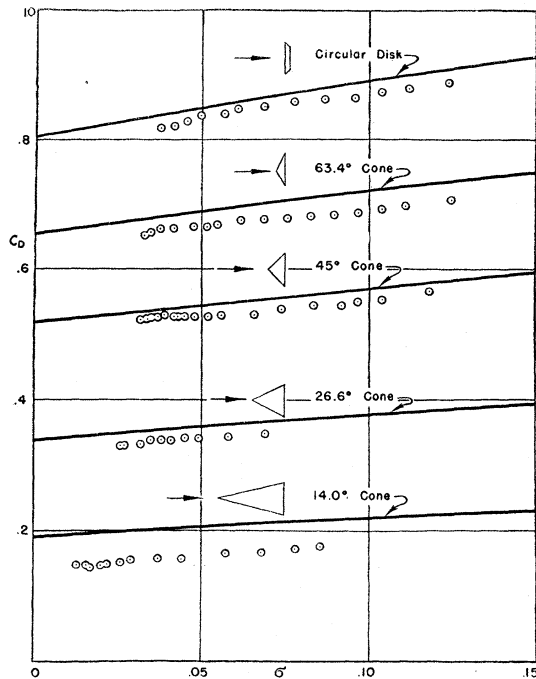 1.0
Circular Disk
.8
63.4° Cone
C_D
.6
45° Cone
.4
26.6° Cone
14.0° Cone
.2
0 .05 σ 0.10 .15